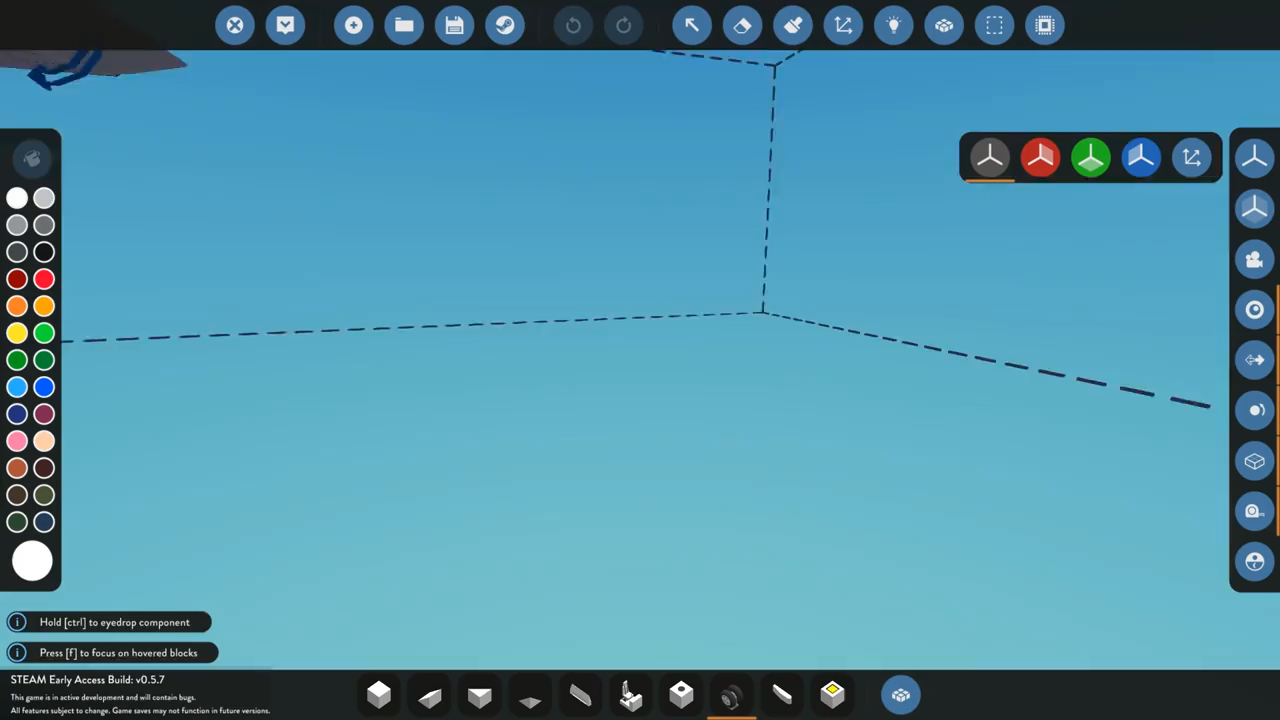 Hold [ctrl] to eyedrop component
Press [f] to focus on hovered blocks
STEAM Early Access Build: v0.5.7
This game is in active development and will contain bugs.
All features subject to change. Game saves may not function in future versions.